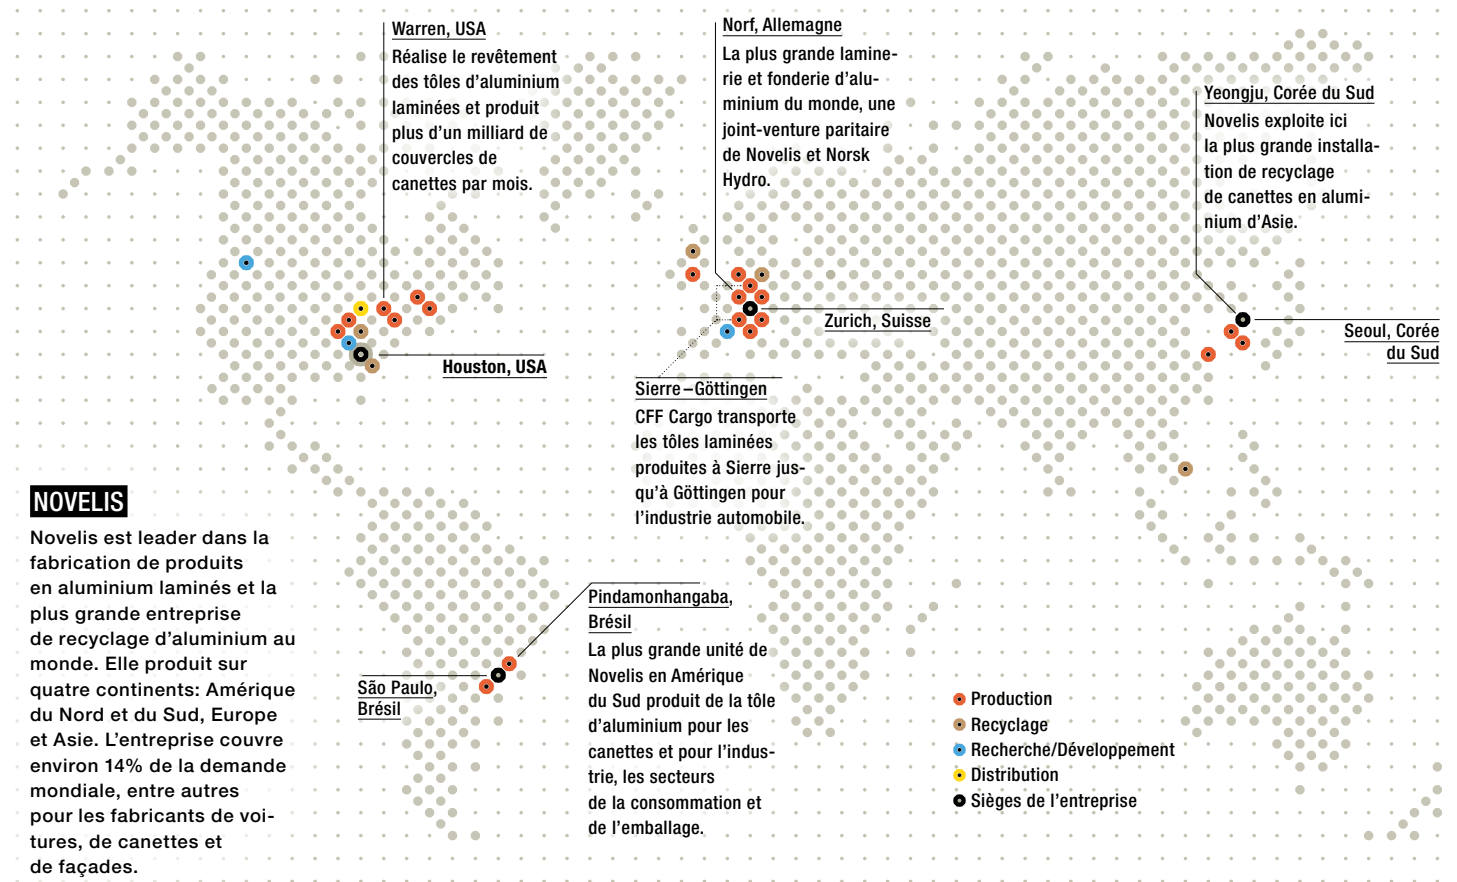 Warren, USA
Réalise le revêtement
des tôles d'aluminium
laminées et produit
plus d'un milliard de
couvercles de
canettes par mois.
Norf, Allemagne
La plus grande lamine-
rie et fonderie d'alu-
minium du monde, une
joint-venture paritaire
de Novelis et Norsk
Hydro.
Yeongju, Corée du Sud
Novelis exploite ici
la plus grande installa-
tion de recyclage
de canettes en alumi-
nium d'Asie.
Zurich, Suisse
Seoul, Corée
du Sud
Houston, USA
Sierre–Göttingen
CFF Cargo transporte
les tôles laminées
produites à Sierre jus-
qu'à Göttingen pour
l'industrie automobile.
NOVELIS
Novelis est leader dans la
fabrication de produits
en aluminium laminés et la
plus grande entreprise
de recyclage d'aluminium au
monde. Elle produit sur
quatre continents: Amérique
du Nord et du Sud, Europe
et Asie. L'entreprise couvre
environ 14% de la demande
mondiale, entre autres
pour les fabricants de voi-
tures, de canettes et
de façades.
São Paulo,
Brésil
Pindamonhangaba,
Brésil
La plus grande unité de
Novelis en Amérique
du Sud produit de la tôle
d'aluminium pour les
canettes et pour l'indus-
trie, les secteurs
de la consommation et
de l'emballage.
Production
Recyclage
Recherche/Développement
Distribution
Sièges de l'entreprise